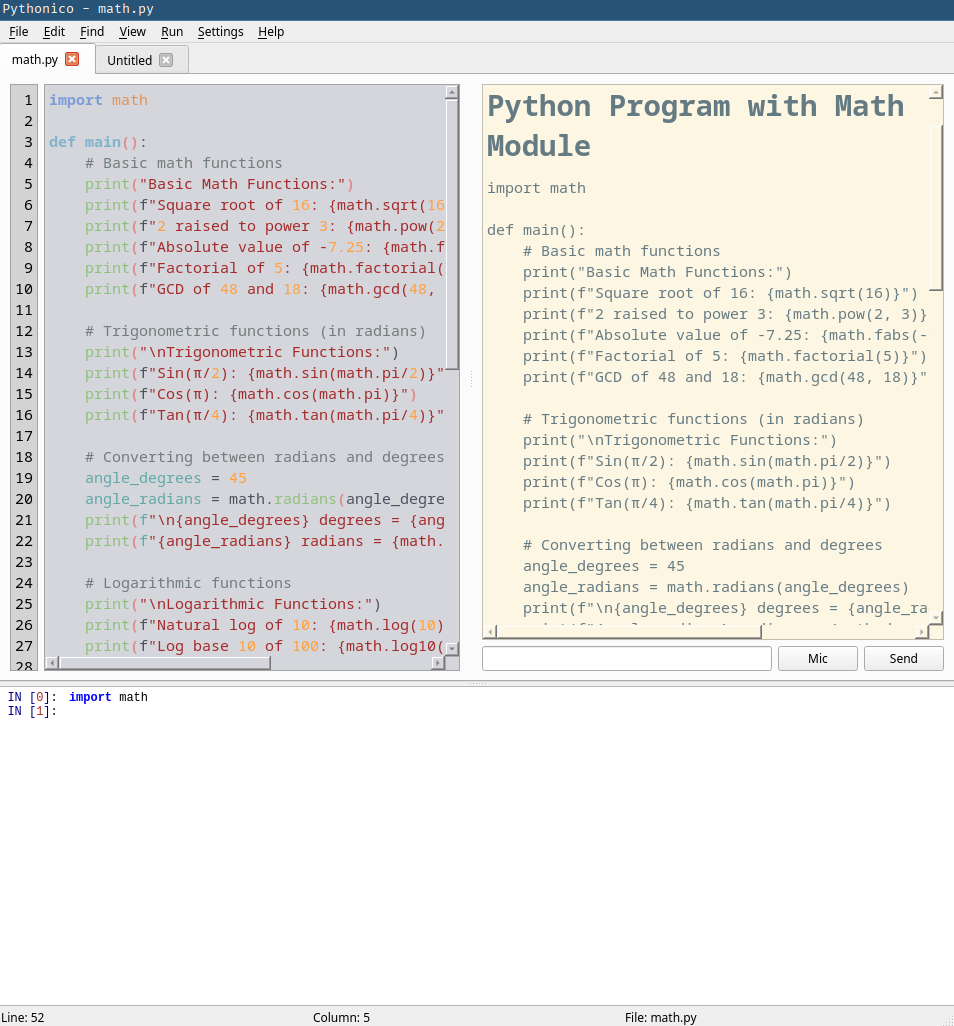 Pythonico – math.py
File Edit Find View Run Settings Help
math.py Untitled
1 import math
2
3 def main():
4     # Basic math functions
5     print("Basic Math Functions:")
6     print(f"Square root of 16: {math.sqrt(16
7     print(f"2 raised to power 3: {math.pow(2
8     print(f"Absolute value of -7.25: {math.f
9     print(f"Factorial of 5: {math.factorial(
10     print(f"GCD of 48 and 18: {math.gcd(48,
11
12     # Trigonometric functions (in radians)
13     print("\nTrigonometric Functions:")
14     print(f"Sin(π/2): {math.sin(math.pi/2)}"
15     print(f"Cos(π): {math.cos(math.pi)}")
16     print(f"Tan(π/4): {math.tan(math.pi/4)}"
17
18     # Converting between radians and degrees
19     angle_degrees = 45
20     angle_radians = math.radians(angle_degre
21     print(f"\n{angle_degrees} degrees = {ang
22     print(f"{angle_radians} radians = {math.
23
24     # Logarithmic functions
25     print("\nLogarithmic Functions:")
26     print(f"Natural log of 10: {math.log(10)
27     print(f"Log base 10 of 100: {math.log10(
28
Python Program with Math
Module
import math
def main():
    # Basic math functions
    print("Basic Math Functions:")
    print(f"Square root of 16: {math.sqrt(16)}")
    print(f"2 raised to power 3: {math.pow(2, 3)}
    print(f"Absolute value of -7.25: {math.fabs(-
    print(f"Factorial of 5: {math.factorial(5)}")
    print(f"GCD of 48 and 18: {math.gcd(48, 18)}"
    # Trigonometric functions (in radians)
    print("\nTrigonometric Functions:")
    print(f"Sin(π/2): {math.sin(math.pi/2)}")
    print(f"Cos(π): {math.cos(math.pi)}")
    print(f"Tan(π/4): {math.tan(math.pi/4)}")
    # Converting between radians and degrees
    angle_degrees = 45
    angle_radians = math.radians(angle_degrees)
    print(f"\n{angle_degrees} degrees = {angle_ra
Mic Send
IN [0]: import math
IN [1]:
Line: 52 Column: 5 File: math.py